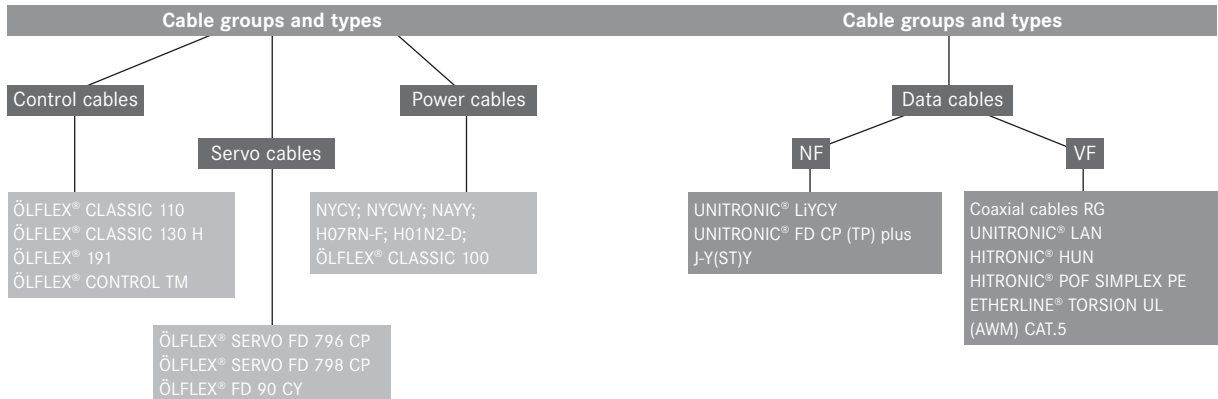 Cable groups and types
Control cables
Servo cables
Power cables
ÖLFLEX® CLASSIC 110
ÖLFLEX® CLASSIC 130 H
ÖLFLEX® 191
ÖLFLEX® CONTROL TM
NYCY; NYCWY; NAYY;
H07RN-F; H01N2-D;
ÖLFLEX® CLASSIC 100
ÖLFLEX® SERVO FD 796 CP
ÖLFLEX® SERVO FD 798 CP
ÖLFLEX® FD 90 CY
Cable groups and types
Data cables
NF
VF
UNITRONIC® LiYCY
UNITRONIC® FD CP (TP) plus
J-Y(ST)Y
Coaxial cables RG
UNITRONIC® LAN
HITRONIC® HUN
HITRONIC® POF SIMPLEX PE
ETHERLINE® TORSION UL
(AWM) CAT.5